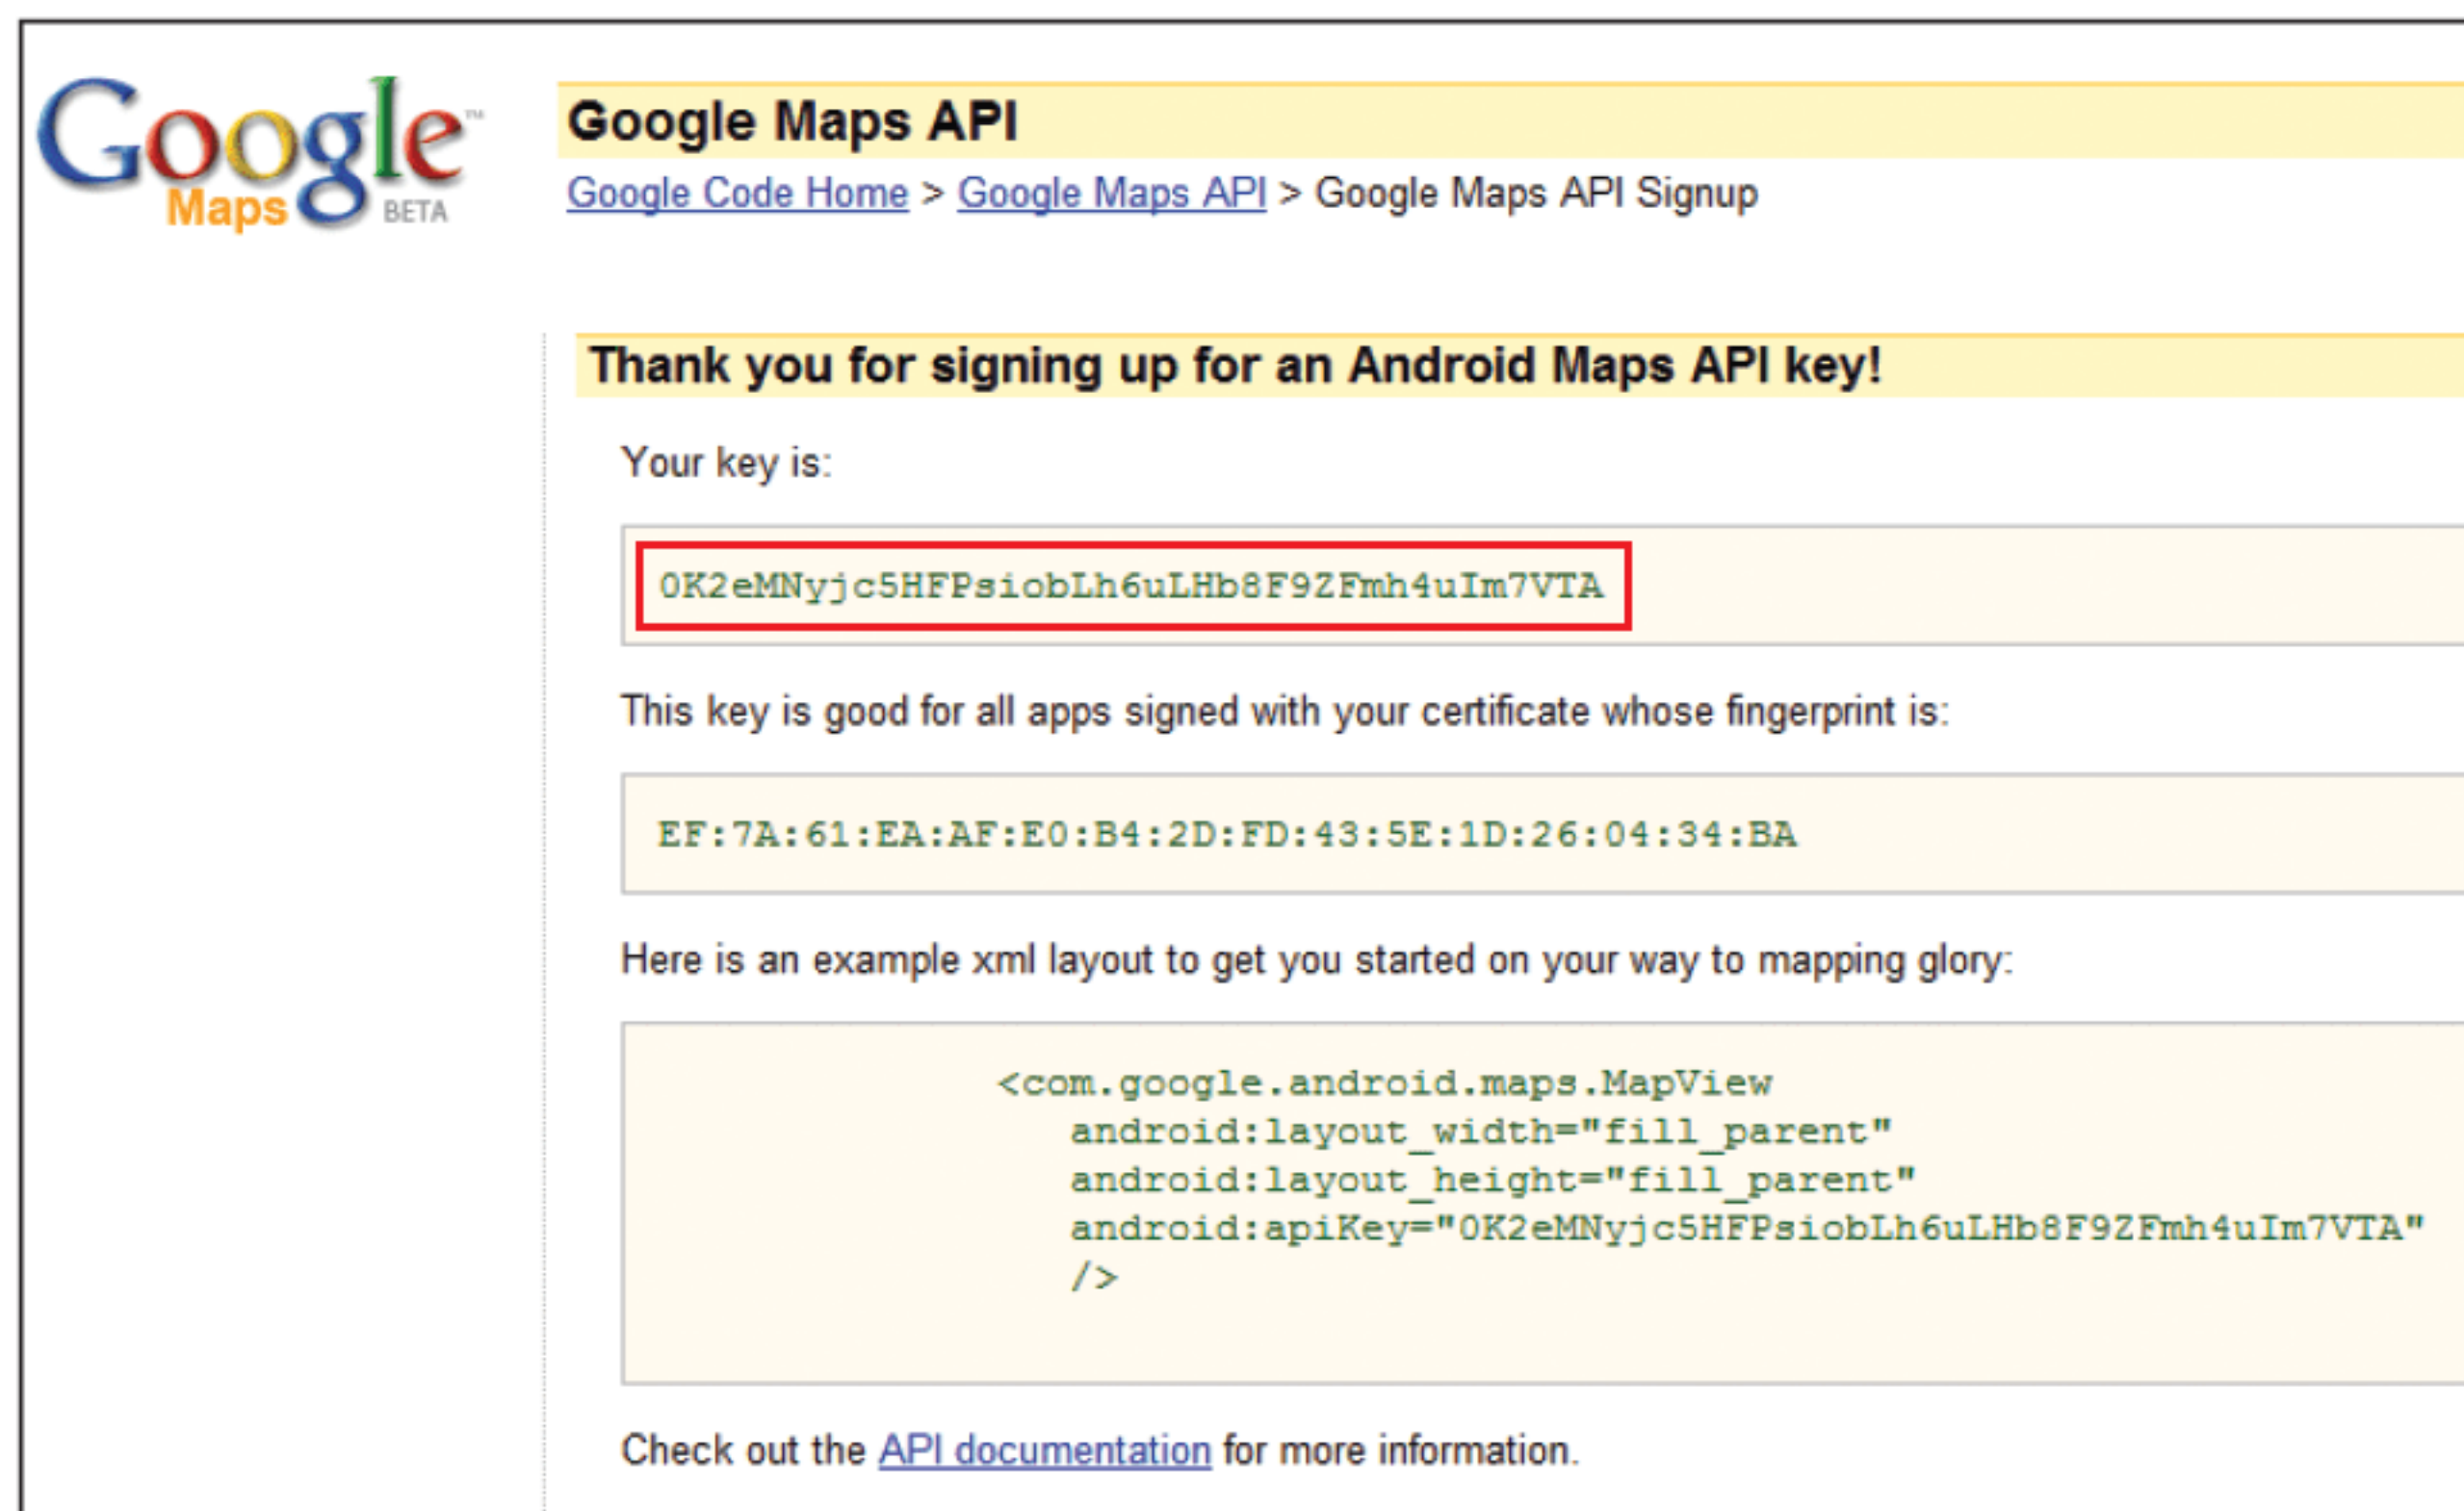 Google™
Maps BETA
Google Maps API
Google Code Home > Google Maps API > Google Maps API Signup
Thank you for signing up for an Android Maps API key!
Your key is:
0K2eMNyjc5HFPsiobLh6uLHb8F9ZFmh4uIm7VTA
This key is good for all apps signed with your certificate whose fingerprint is:
EF:7A:61:EA:AF:E0:B4:2D:FD:43:5E:1D:26:04:34:BA
Here is an example xml layout to get you started on your way to mapping glory:
<com.google.android.maps.MapView
android:layout_width="fill_parent"
android:layout_height="fill_parent"
android:apiKey="0K2eMNyjc5HFPsiobLh6uLHb8F9ZFmh4uIm7VTA"
/>
Check out the API documentation for more information.